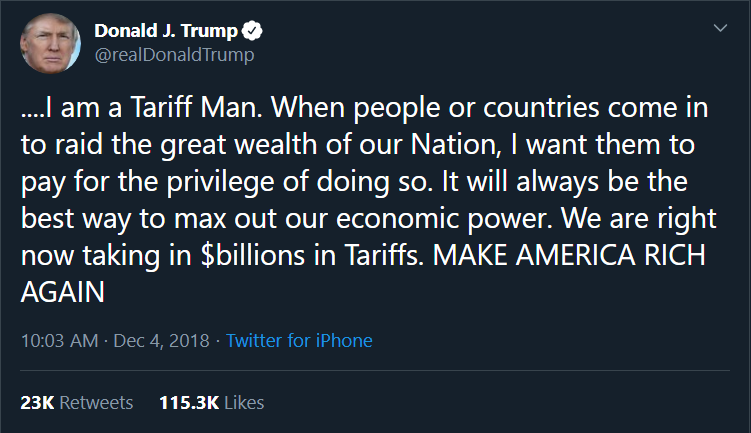 Donald J. Trump
@realDonaldTrump
....I am a Tariff Man. When people or countries come in
to raid the great wealth of our Nation, I want them to
pay for the privilege of doing so. It will always be the
best way to max out our economic power. We are right
now taking in $billions in Tariffs. MAKE AMERICA RICH
AGAIN
10:03 AM · Dec 4, 2018 · Twitter for iPhone
23K Retweets 115.3K Likes